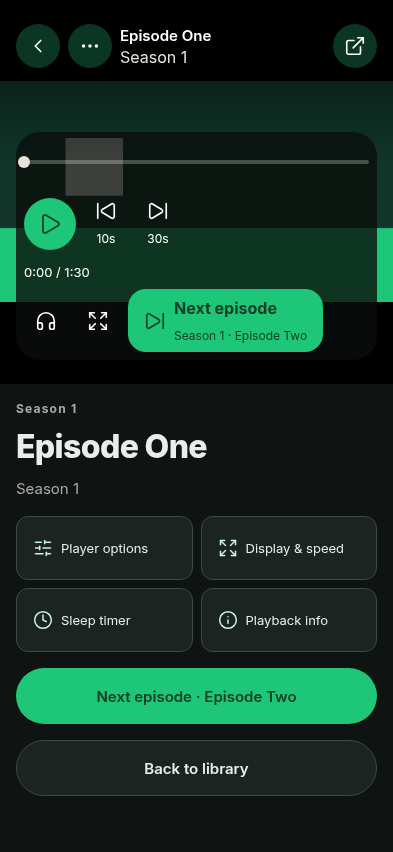 Episode One
Season 1
10s
30s
0:00 / 1:30
Next episode
Season 1 · Episode Two
Season 1
Episode One
Season 1
Player options
Display & speed
Sleep timer
Playback info
Next episode · Episode Two
Back to library